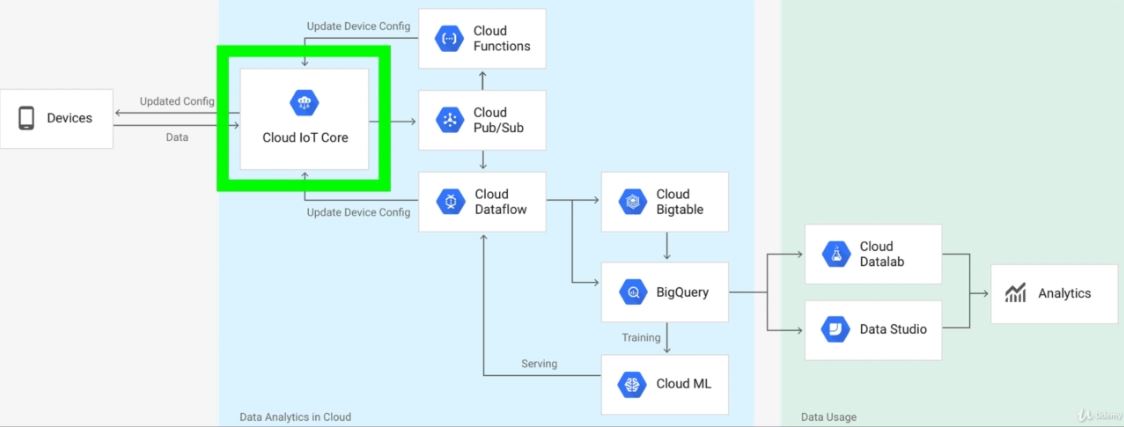 Update Device Config
Cloud
Functions
Updated Config
Devices
Data
Cloud IoT Core
Cloud
Pub/Sub
Update Device Config
Cloud
Dataflow
Cloud
Bigtable
BigQuery
Training
Serving
Cloud ML
Cloud
Datalab
Data Studio
Analytics
Data Analytics in Cloud
Data Usage
Udemy